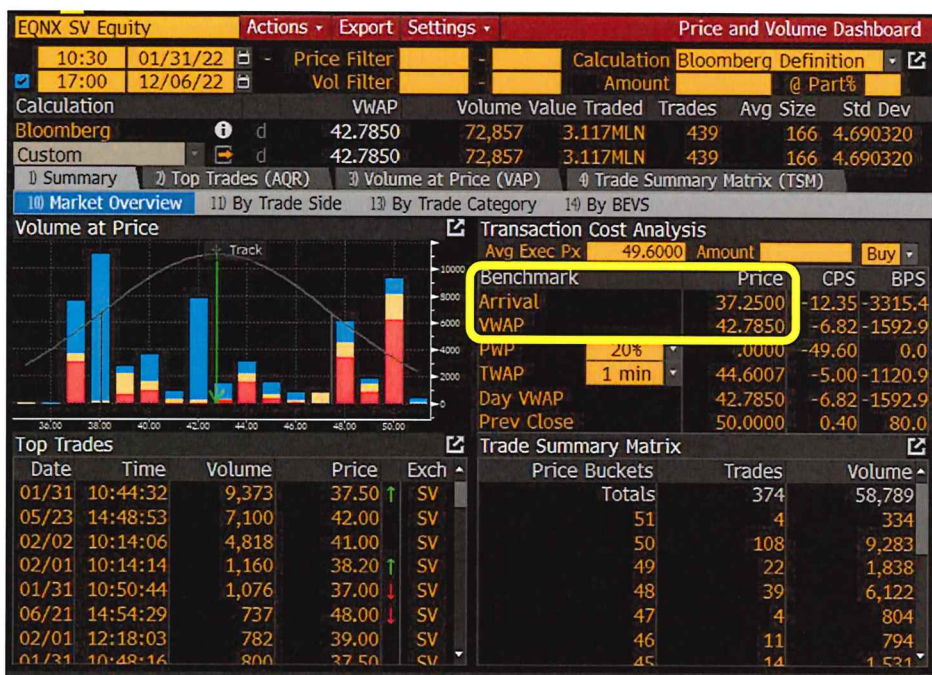 EQNX SV Equity Actions Export Settings Price and Volume Dashboard
10:30 01/31/22 - Price Filter - Calculation Bloomberg Definition
17:00 12/06/22 Vol Filter - Amount @ Part%
Calculation VWAP Volume Value Traded Trades Avg Size Std Dev
Bloomberg d 42.7850 72,857 3.117MLN 439 166 4.690320
Custom d 42.7850 72,857 3.117MLN 439 166 4.690320
1) Summary 2) Top Trades (AQR) 3) Volume at Price (VAP) 4) Trade Summary Matrix (TSM)
10) Market Overview 11) By Trade Side 13) By Trade Category 14) By BEVS
Volume at Price
Track
10000
8000
6000
4000
2000
0
36.00 38.00 40.00 42.00 44.00 46.00 48.00 50.00
Transaction Cost Analysis
Avg Exec Px 49.6000 Amount Buy
Benchmark Price CPS BPS
Arrival 37.2500 -12.35 -3315.4
VWAP 42.7850 -6.82 -1592.9
PWP 20% .0000 -49.60 0.0
TWAP 1 min 44.6007 -5.00 -1120.9
Day VWAP 42.7850 -6.82 -1592.9
Prev Close 50.0000 0.40 80.0
Top Trades
Date Time Volume Price Exch
01/31 10:44:32 9,373 37.50 ↑ SV
05/23 14:48:53 7,100 42.00 SV
02/02 10:14:06 4,818 41.00 SV
02/01 10:14:14 1,160 38.20 ↑ SV
01/31 10:50:44 1,076 37.00 ↓ SV
06/21 14:54:29 737 48.00 ↓ SV
02/01 12:18:03 782 39.00 SV
01/31 10:48:16 800 37.50 SV
Trade Summary Matrix
Price Buckets Trades Volume
Totals 374 58,789
51 4 334
50 108 9,283
49 22 1,838
48 39 6,122
47 4 804
46 11 794
45 14 1,531